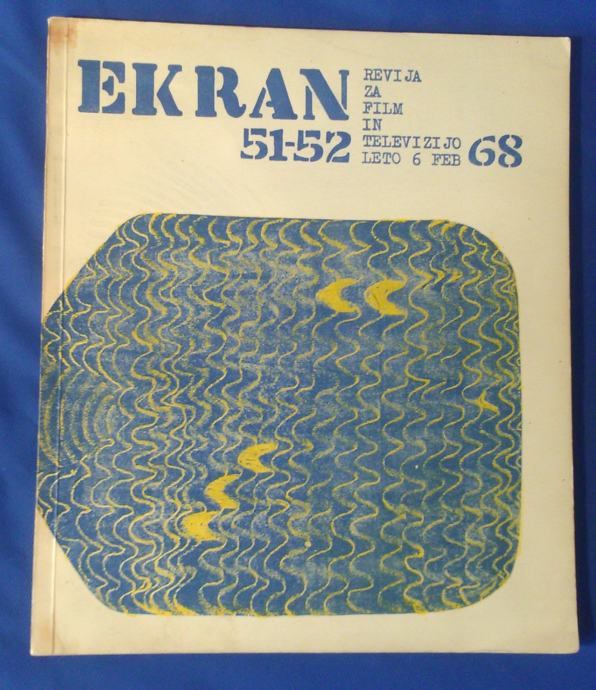 EKRAN
51-52
REVIJA
ZA
FILM
IN
TELEVIZIJO
LETO 6 FEB 68